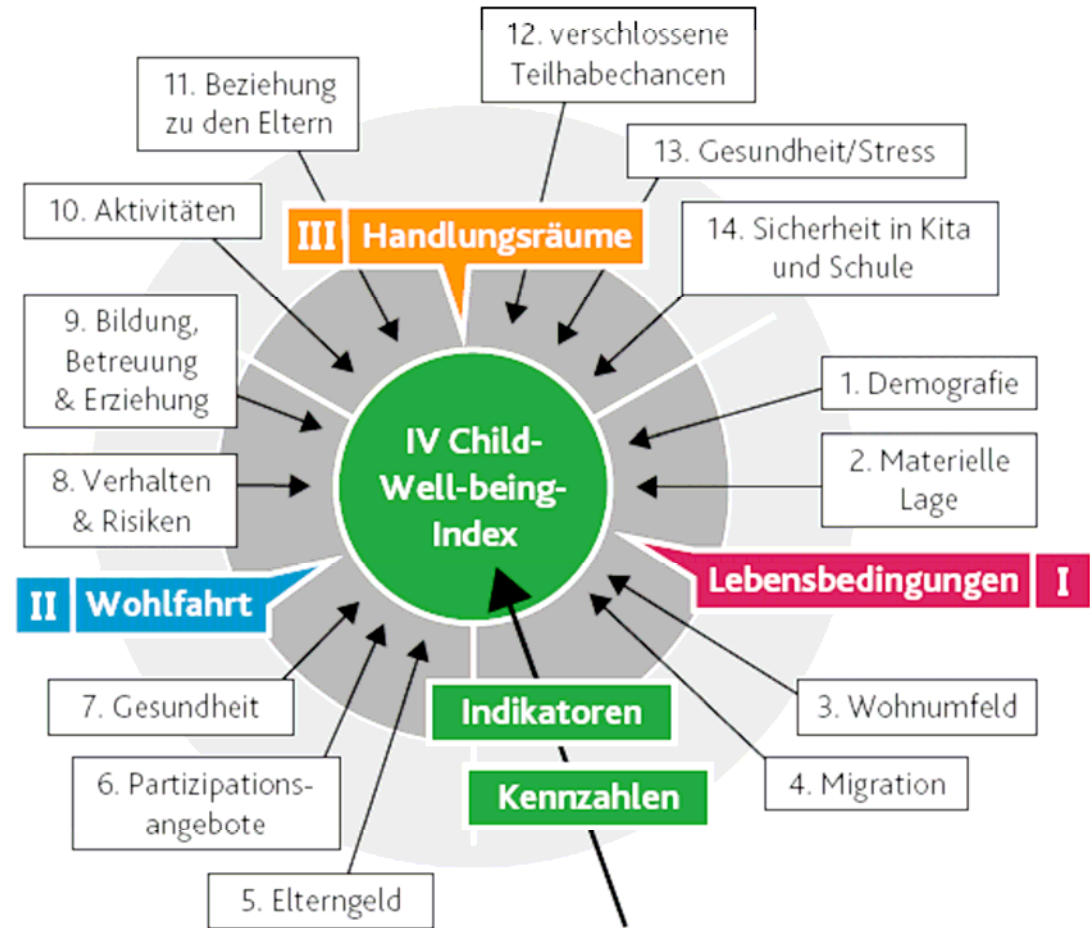 12. verschlossene
Teilhabechancen
11. Beziehung
zu den Eltern
13. Gesundheit/Stress
10. Aktivitäten
III Handlungsräume
14. Sicherheit in Kita
und Schule
9. Bildung,
Betreuung
& Erziehung
1. Demografie
IV Child-
Well-being-
Index
2. Materielle
Lage
8. Verhalten
& Risiken
Lebensbedingungen I
II Wohlfahrt
7. Gesundheit
Indikatoren
3. Wohnumfeld
6. Partizipations-
angebote
Kennzahlen
4. Migration
5. Elterngeld